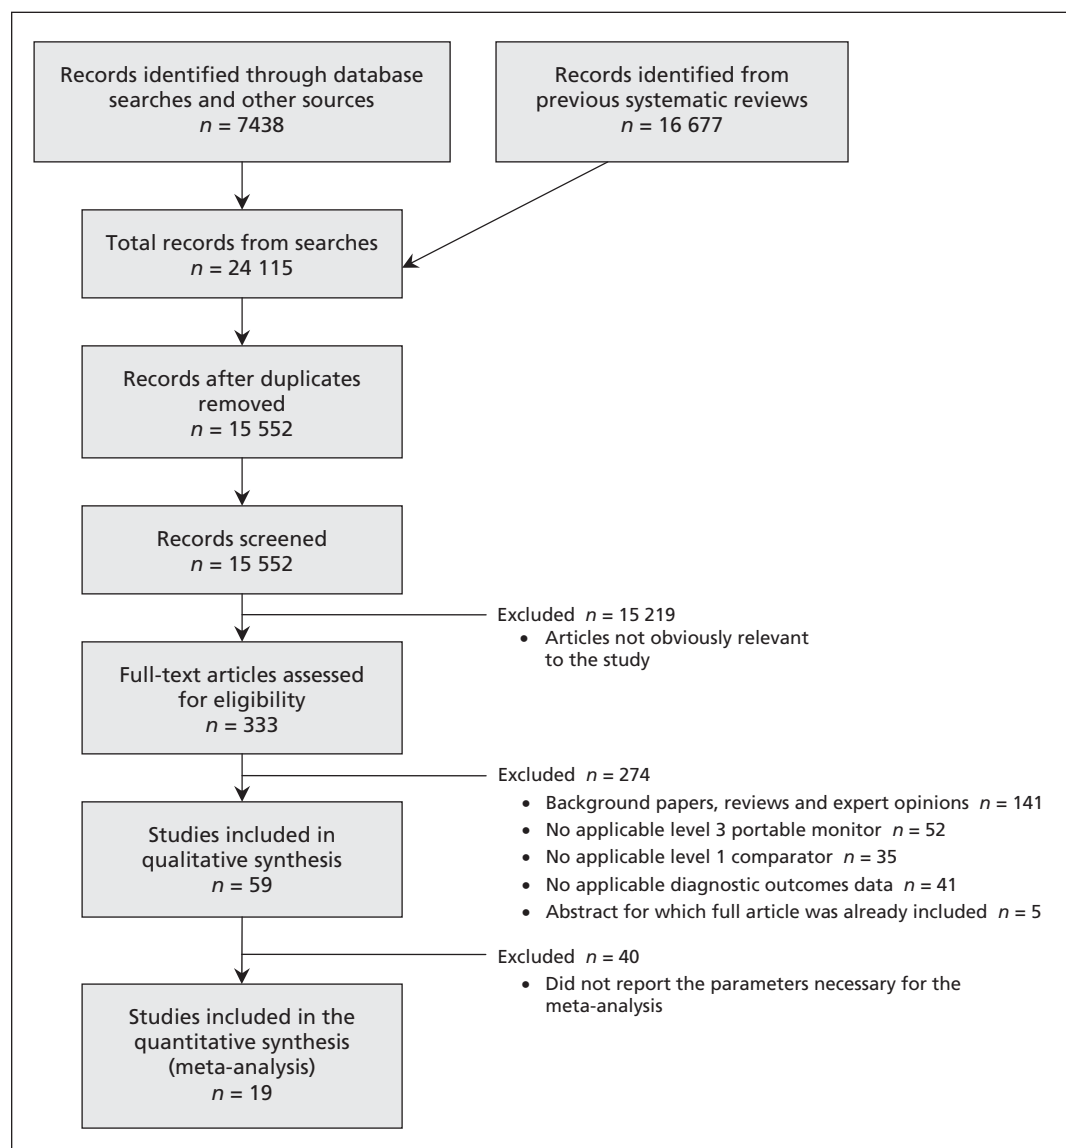 Records identified through database
searches and other sources
n = 7438
Records identified from
previous systematic reviews
n = 16 677
Total records from searches
n = 24 115
Records after duplicates
removed
n = 15 552
Records screened
n = 15 552
Excluded n = 15 219
• Articles not obviously relevant
to the study
Full-text articles assessed
for eligibility
n = 333
Excluded n = 274
• Background papers, reviews and expert opinions n = 141
• No applicable level 3 portable monitor n = 52
• No applicable level 1 comparator n = 35
• No applicable diagnostic outcomes data n = 41
• Abstract for which full article was already included n = 5
Studies included in
qualitative synthesis
n = 59
Excluded n = 40
• Did not report the parameters necessary for the
meta-analysis
Studies included in the
quantitative synthesis
(meta-analysis)
n = 19